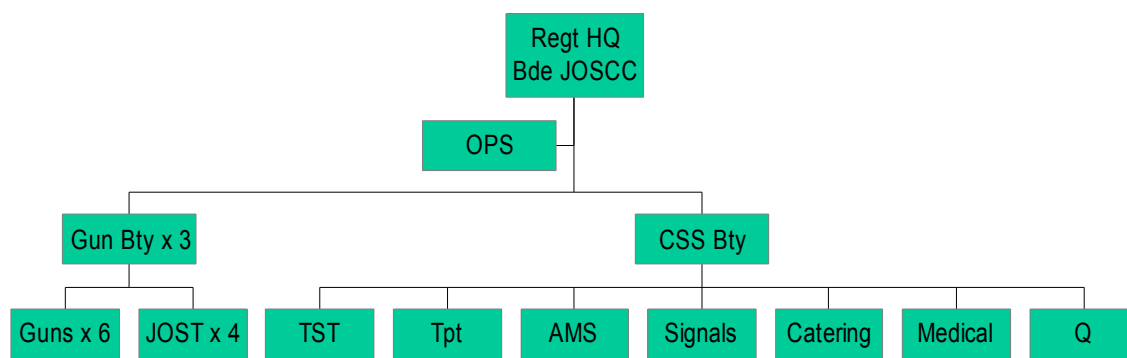 Regt HQ
Bde JOSCC
OPS
Gun Bty x 3
CSS Bty
Guns x 6
JOST x 4
TST
Tpt
AMS
Signals
Catering
Medical
Q